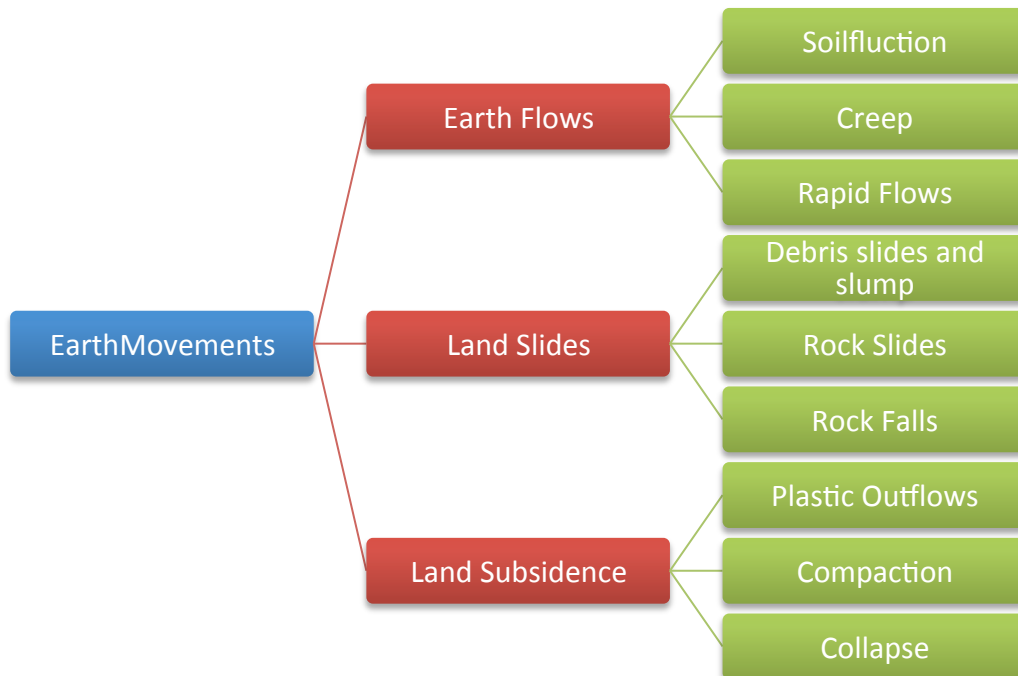 EarthMovements
Earth Flows
Soilfluction
Creep
Rapid Flows
Land Slides
Debris slides and
slump
Rock Slides
Rock Falls
Land Subsidence
Plastic Outflows
Compaction
Collapse